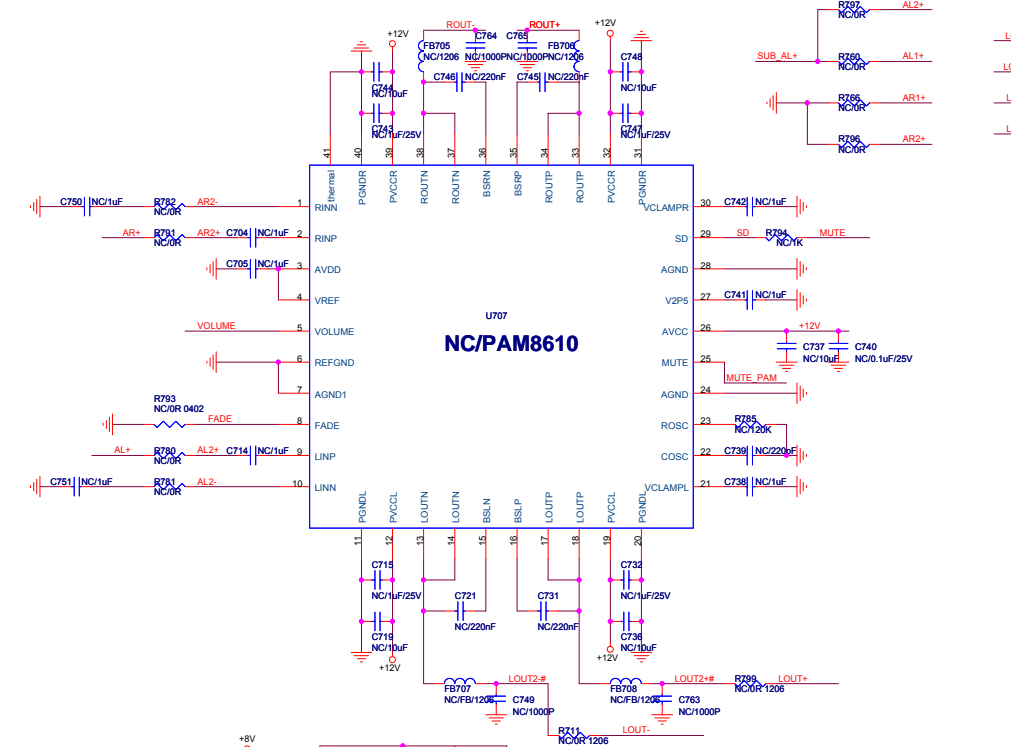 ROUT-
ROUT+
+12V
+12V
C764
NC/1000P
C765
NC/1000P
FB705
NC/1206
FB706
NC/1206
C744
NC/10uF
C743
NC/1uF/25V
C746
NC/220nF
C745
NC/220nF
C748
NC/10uF
C747
NC/1uF/25V
R797
NC/0R
AL2+
SUB_AL+
R760
NC/0R
AL1+
R766
NC/0R
AR1+
R796
NC/0R
AR2+
41
40
39
38
37
36
35
34
33
32
31
thermal
PGNDR
PVCCR
ROUTN
ROUTN
BSRN
BSRP
ROUTP
ROUTP
PVCCR
PGNDR
C750
NC/1uF
R782
NC/0R
AR2-
1
RINN
AR+
R791
NC/0R
AR2+
C704
NC/1uF
2
RINP
C705
NC/1uF
3
AVDD
4
VREF
VOLUME
5
VOLUME
6
REFGND
7
AGND1
R793
NC/0R 0402
FADE
8
FADE
AL+
R780
NC/0R
AL2+
C714
NC/1uF
9
LINP
C751
NC/1uF
R781
NC/0R
AL2-
10
LINN
U707
NC/PAM8610
VCLAMPR
30
C742
NC/1uF
SD
29
SD
R794
NC/1K
MUTE
AGND
28
V2P5
27
C741
NC/1uF
AVCC
26
+12V
C737
NC/10uF
C740
NC/0.1uF/25V
MUTE
25
MUTE_PAM
AGND
24
ROSC
23
R785
NC/120K
COSC
22
C739
NC/220pF
VCLAMPL
21
C738
NC/1uF
PGNDL
PVCCL
LOUTN
LOUTN
BSLN
BSLP
LOUTP
LOUTP
PVCCL
PGNDL
11
12
13
14
15
16
17
18
19
20
C715
NC/1uF/25V
C719
NC/10uF
+12V
C721
NC/220nF
C731
NC/220nF
C732
NC/1uF/25V
C736
NC/10uF
+12V
FB707
NC/FB/1206
LOUT2-#
C749
NC/1000P
R711
NC/0R 1206
LOUT-
FB708
NC/FB/1206
LOUT2+#
C763
NC/1000P
R799
NC/0R 1206
LOUT+
+8V